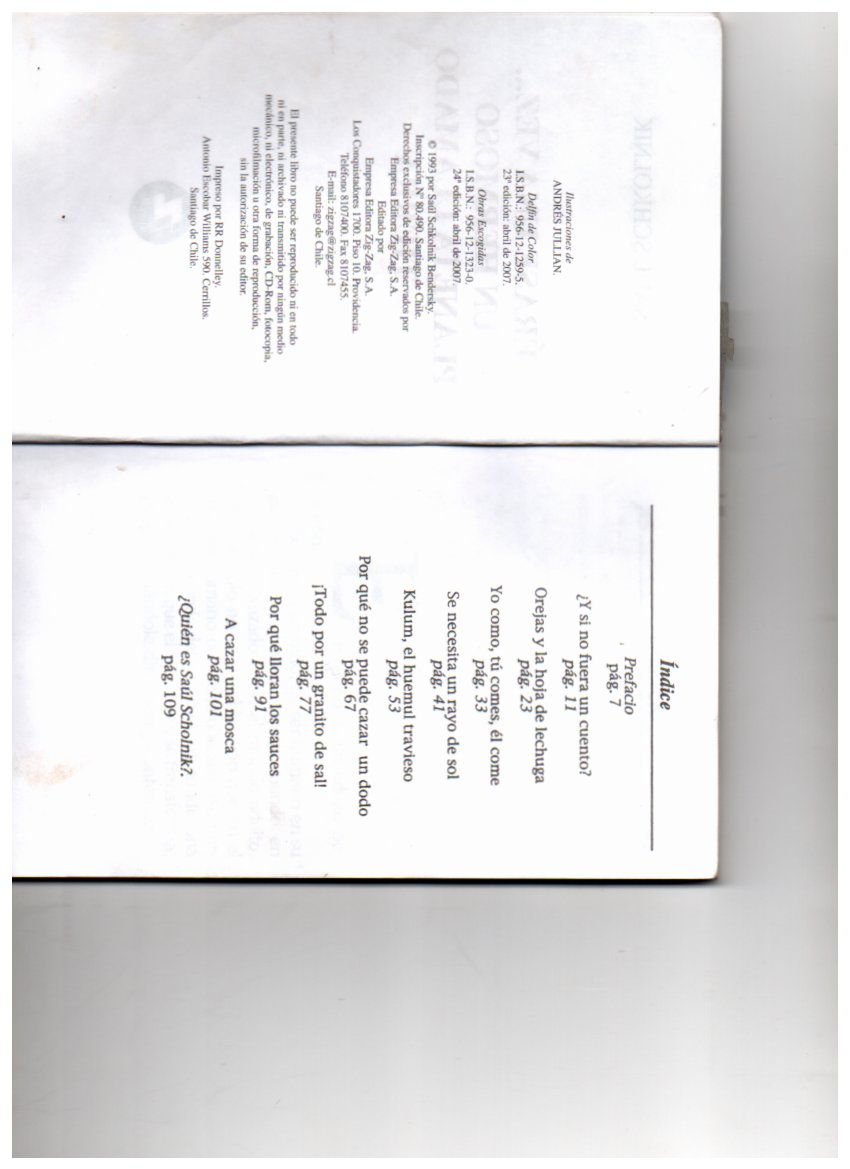 Ilustraciones de
ANDRÉS JULLIAN.
Delfín de Color
I.S.B.N.: 956-12-1259-5.
23ª edición: abril de 2007.
Obras Escogidas
I.S.B.N.: 956-12-1323-0.
24ª edición: abril de 2007.
© 1993 por Saúl Schkolnik Bendersky.
Inscripción Nº 80.490. Santiago de Chile.
Derechos exclusivos de edición reservados por
Empresa Editora Zig-Zag, S.A.
Editado por
Empresa Editora Zig-Zag, S.A.
Los Conquistadores 1700. Piso 10. Providencia.
Teléfono 8107400. Fax 8107455.
E-mail: zigzag@zigzag.cl
Santiago de Chile.
El presente libro no puede ser reproducido ni en todo
ni en parte, ni archivado ni transmitido por ningún medio
mecánico, ni electrónico, de grabación, CD-Rom, fotocopia,
microfilmación u otra forma de reproducción,
sin la autorización de su editor.
Impreso por RR Donnelley.
Antonio Escobar Williams 590. Cerrillos.
Santiago de Chile.
Índice
Prefacio
pág. 7
¿Y si no fuera un cuento?
pág. 11
Orejas y la hoja de lechuga
pág. 23
Yo como, tú comes, él come
pág. 33
Se necesita un rayo de sol
pág. 41
Kulum, el huemul travieso
pág. 53
Por qué no se puede cazar un dodo
pág. 67
¡Todo por un granito de sal!
pág. 77
Por qué lloran los sauces
pág. 91
A cazar una mosca
pág. 101
¿Quién es Saúl Scholnik?.
pág. 109